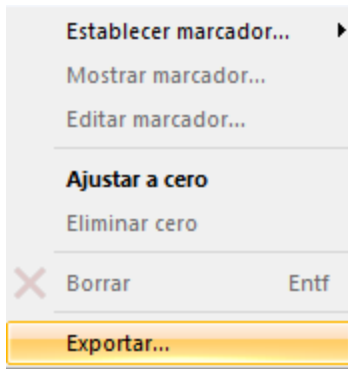 Establecer marcador...
Mostrar marcador...
Editar marcador...
Ajustar a cero
Eliminar cero
Borrar Entf
Exportar...